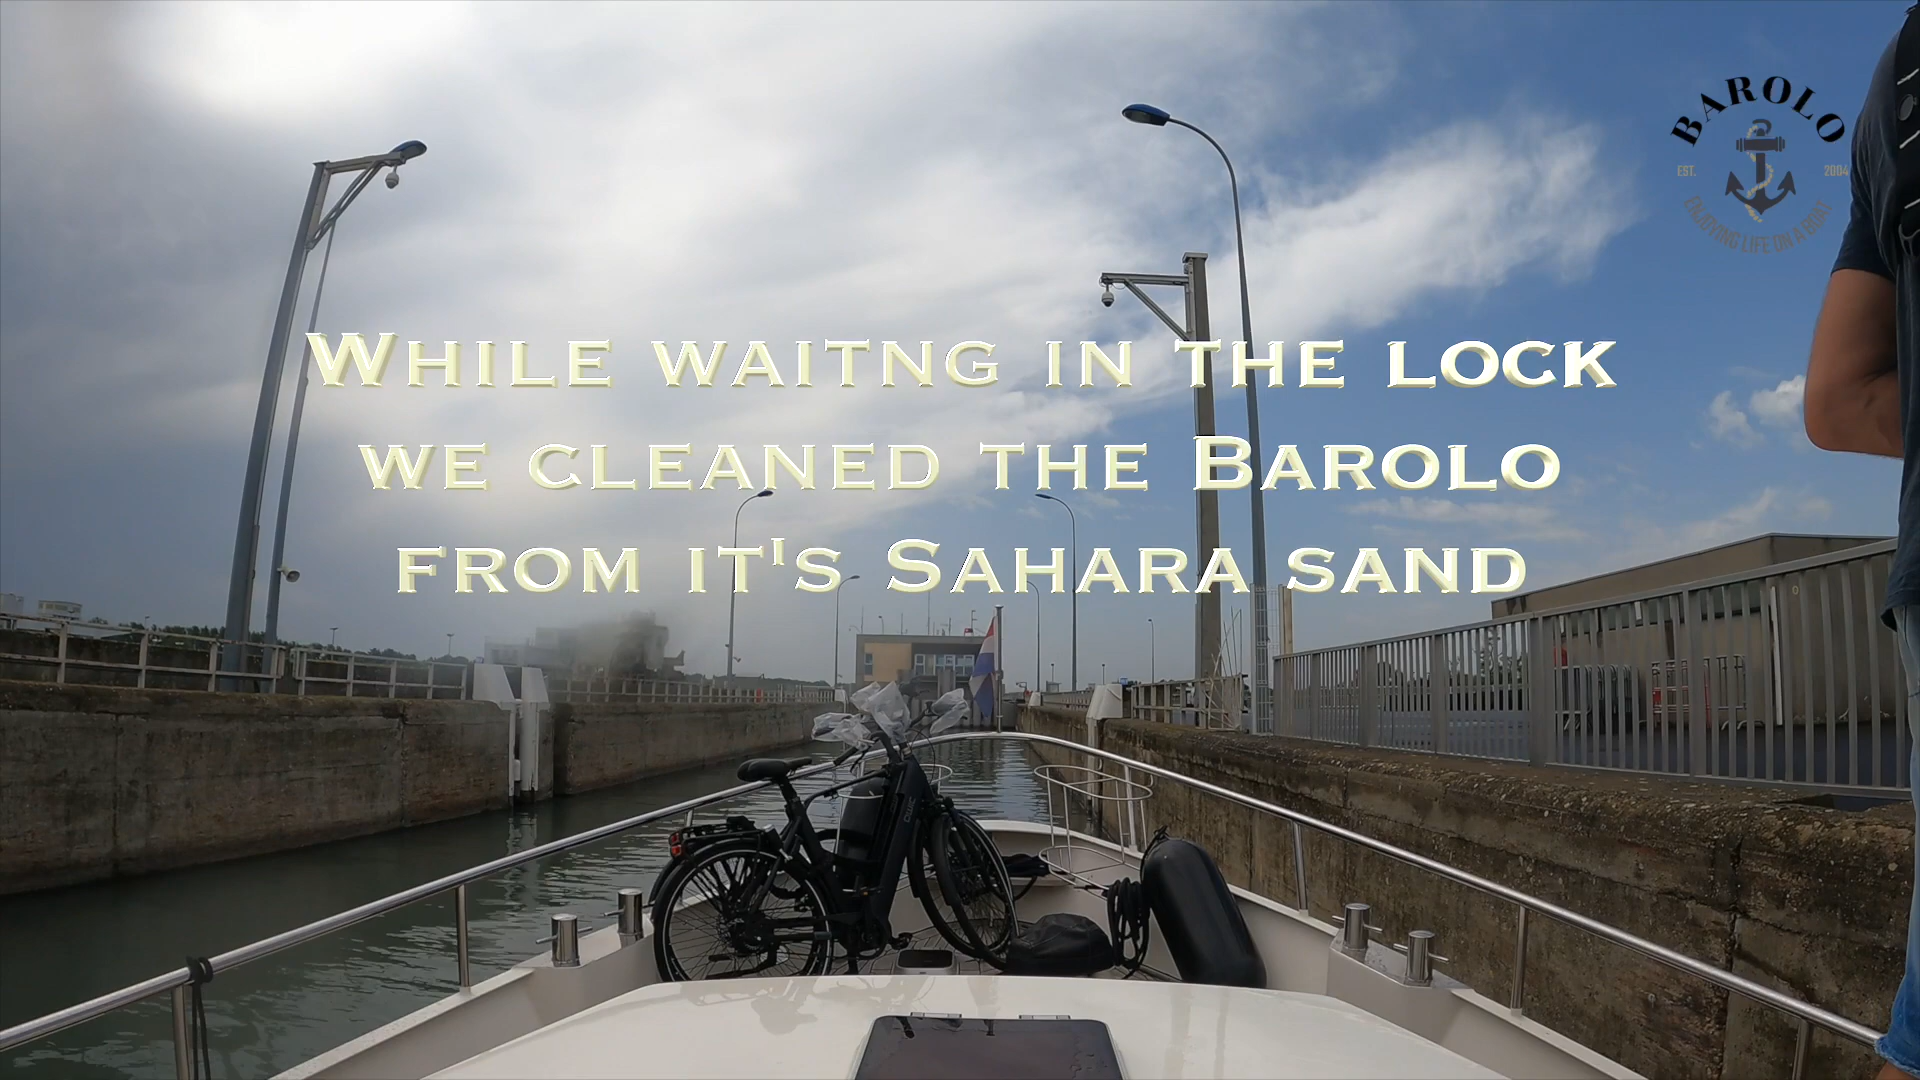 BAROLO
EST. 2004
ENJOYING LIFE ON A BOAT
While waitng in the lock
we cleaned the Barolo
from it's Sahara sand